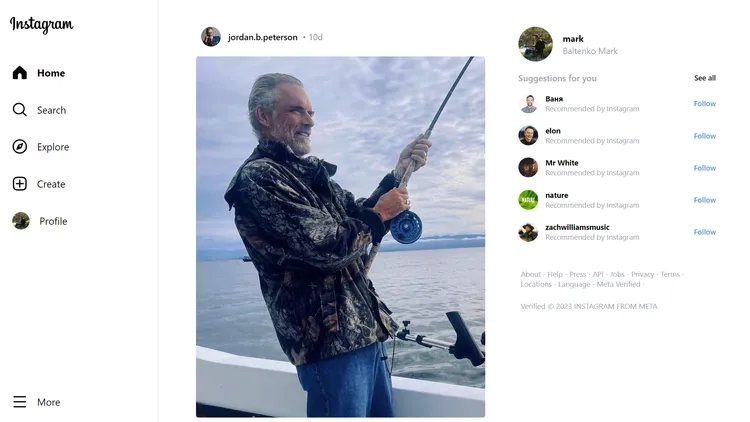 Instagram
Home
Search
Explore
Create
Profile
More
jordan.b.peterson • 10d
mark
Baltenko Mark
Suggestions for you
See all
Ваня
Recommended by Instagram
Follow
elon
Recommended by Instagram
Follow
Mr White
Recommended by Instagram
Follow
NATURE
nature
Recommended by Instagram
Follow
zachwilliamsmusic
Recommended by Instagram
Follow
About · Help · Press · API · Jobs · Privacy · Terms ·
Locations · Language · Meta Verified
Verified © 2023 INSTAGRAM FROM META